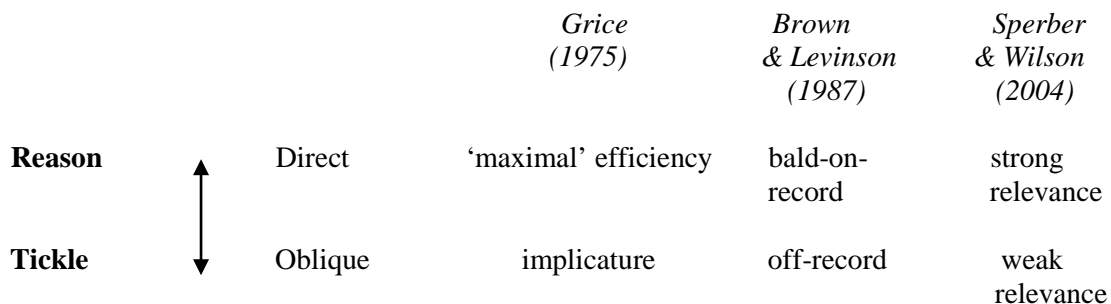 Grice Brown Sperber
(1975) & Levinson & Wilson
(1987) (2004)
Reason Direct ‘maximal’ efficiency bald-on- strong
record relevance
Tickle Oblique implicature off-record weak
relevance